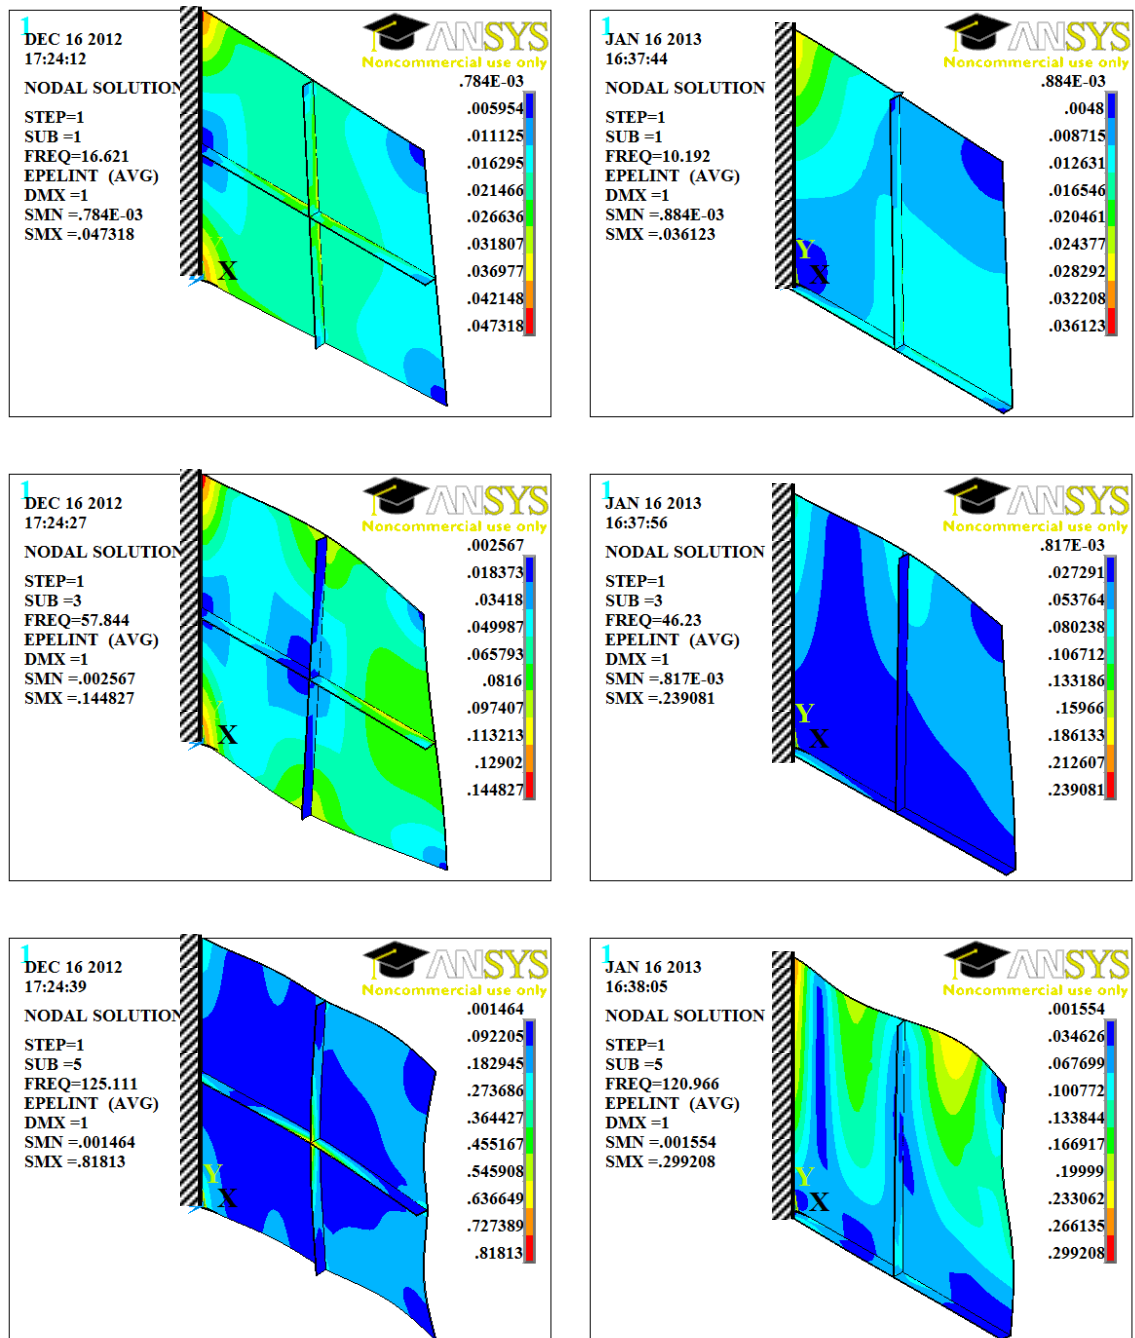 1
DEC 16 2012
17:24:12
NODAL SOLUTION
STEP=1
SUB =1
FREQ=16.621
EPELINT (AVG)
DMX =1
SMN =.784E-03
SMX =.047318
ANSYS
Noncommercial use only
.784E-03
.005954
.011125
.016295
.021466
.026636
.031807
.036977
.042148
.047318
X
1
JAN 16 2013
16:37:44
NODAL SOLUTION
STEP=1
SUB =1
FREQ=10.192
EPELINT (AVG)
DMX =1
SMN =.884E-03
SMX =.036123
ANSYS
Noncommercial use only
.884E-03
.0048
.008715
.012631
.016546
.020461
.024377
.028292
.032208
.036123
Y
X
1
DEC 16 2012
17:24:27
NODAL SOLUTION
STEP=1
SUB =3
FREQ=57.844
EPELINT (AVG)
DMX =1
SMN =.002567
SMX =.144827
ANSYS
Noncommercial use only
.002567
.018373
.03418
.049987
.065793
.0816
.097407
.113213
.12902
.144827
X
1
JAN 16 2013
16:37:56
NODAL SOLUTION
STEP=1
SUB =3
FREQ=46.23
EPELINT (AVG)
DMX =1
SMN =.817E-03
SMX =.239081
ANSYS
Noncommercial use only
.817E-03
.027291
.053764
.080238
.106712
.133186
.15966
.186133
.212607
.239081
Y
X
1
DEC 16 2012
17:24:39
NODAL SOLUTION
STEP=1
SUB =5
FREQ=125.111
EPELINT (AVG)
DMX =1
SMN =.001464
SMX =.81813
ANSYS
Noncommercial use only
.001464
.092205
.182945
.273686
.364427
.455167
.545908
.636649
.727389
.81813
Y
X
1
JAN 16 2013
16:38:05
NODAL SOLUTION
STEP=1
SUB =5
FREQ=120.966
EPELINT (AVG)
DMX =1
SMN =.001554
SMX =.299208
ANSYS
Noncommercial use only
.001554
.034626
.067699
.100772
.133844
.166917
.19999
.233062
.266135
.299208
Y
X